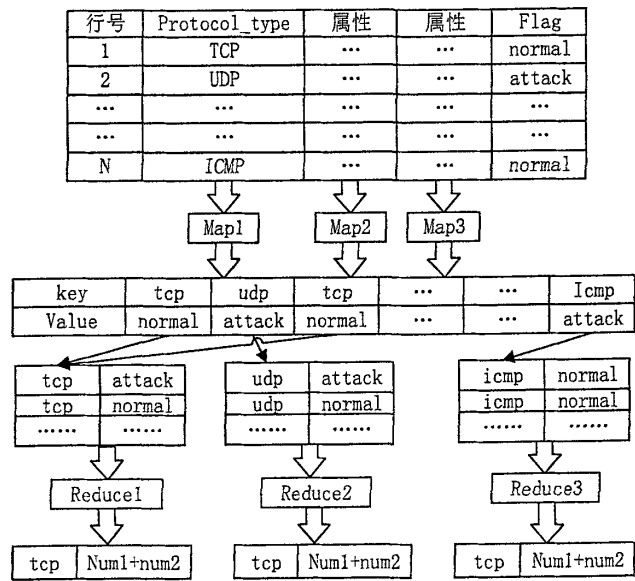 行号 Protocol_type 属性 属性 Flag
1 TCP ... ... normal
2 UDP ... ... attack
... ... ... ... ...
... ... ... ... ...
N ICMP ... ... normal
Map1 Map2 Map3
key tcp udp tcp ... ... Icmp
Value normal attack normal ... ... attack
tcp attack udp attack icmp normal
tcp normal udp normal icmp normal
...... ...... ...... ...... ...... ......
Reduce1 Reduce2 Reduce3
tcp Num1+num2 tcp Num1+num2 tcp Num1+num2